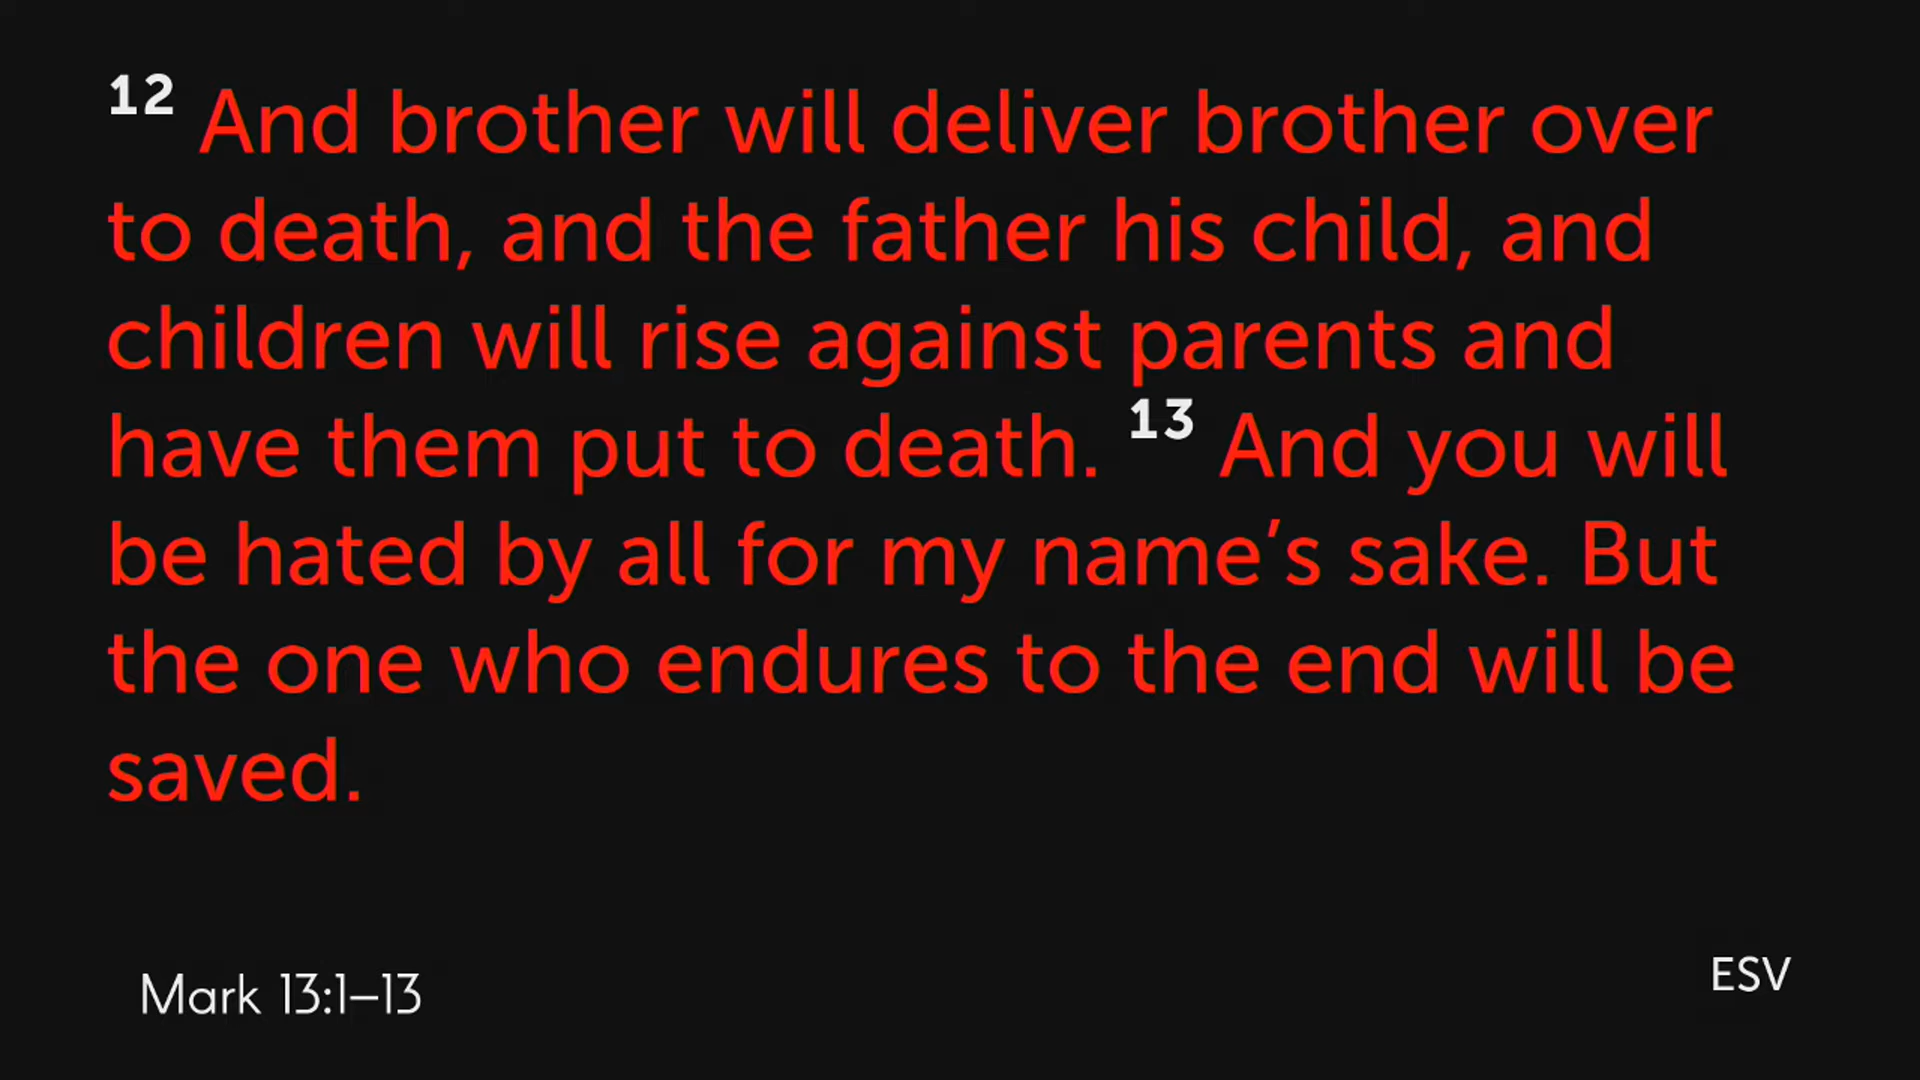 12 And brother will deliver brother over
to death, and the father his child, and
children will rise against parents and
have them put to death. 13 And you will
be hated by all for my name’s sake. But
the one who endures to the end will be
saved.
Mark 13:1–13
ESV